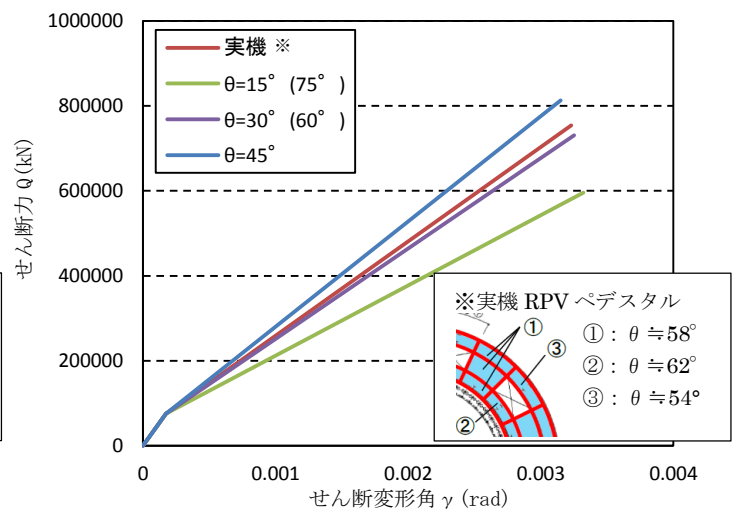 1000000
800000
600000
400000
200000
0
せん断力 Q(kN)
実機 ※
θ=15°（75°）
θ=30°（60°）
θ=45°
※実機 RPV ペデスタル
①
②
③
①：θ≒58°
②：θ≒62°
③：θ≒54°
0 0.001 0.002 0.003 0.004
せん断変形角 γ (rad)